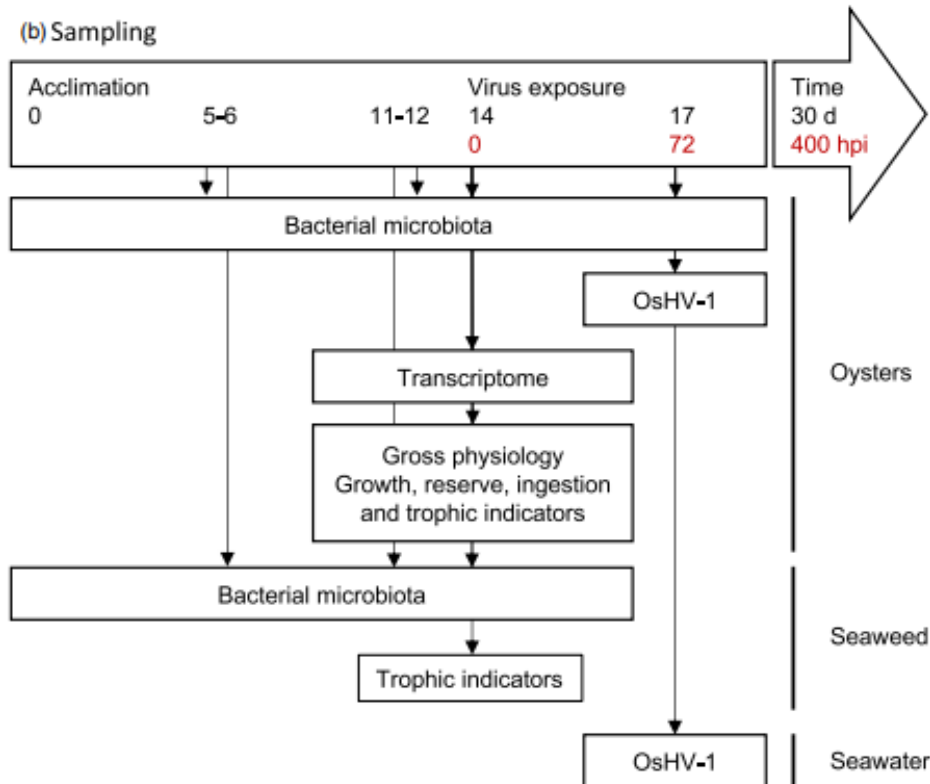 (b) Sampling
Acclimation
Virus exposure
Time
0
5-6
11-12
14
17
30 d
0
72
400 hpi
Bacterial microbiota
OsHV-1
Transcriptome
Oysters
Gross physiology
Growth, reserve, ingestion
and trophic indicators
Bacterial microbiota
Seaweed
Trophic indicators
OsHV-1
Seawater